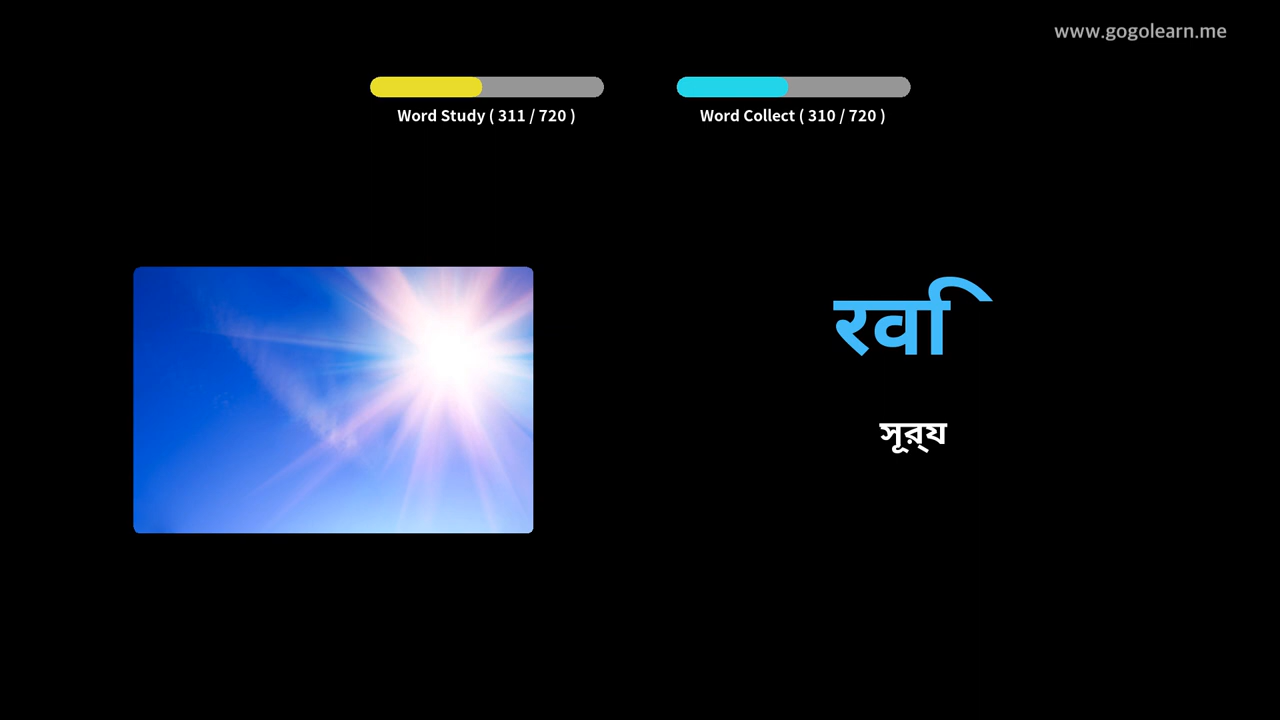 www.gogolearn.me
Word Study ( 311 / 720 )
Word Collect ( 310 / 720 )
रवि
সূর্য